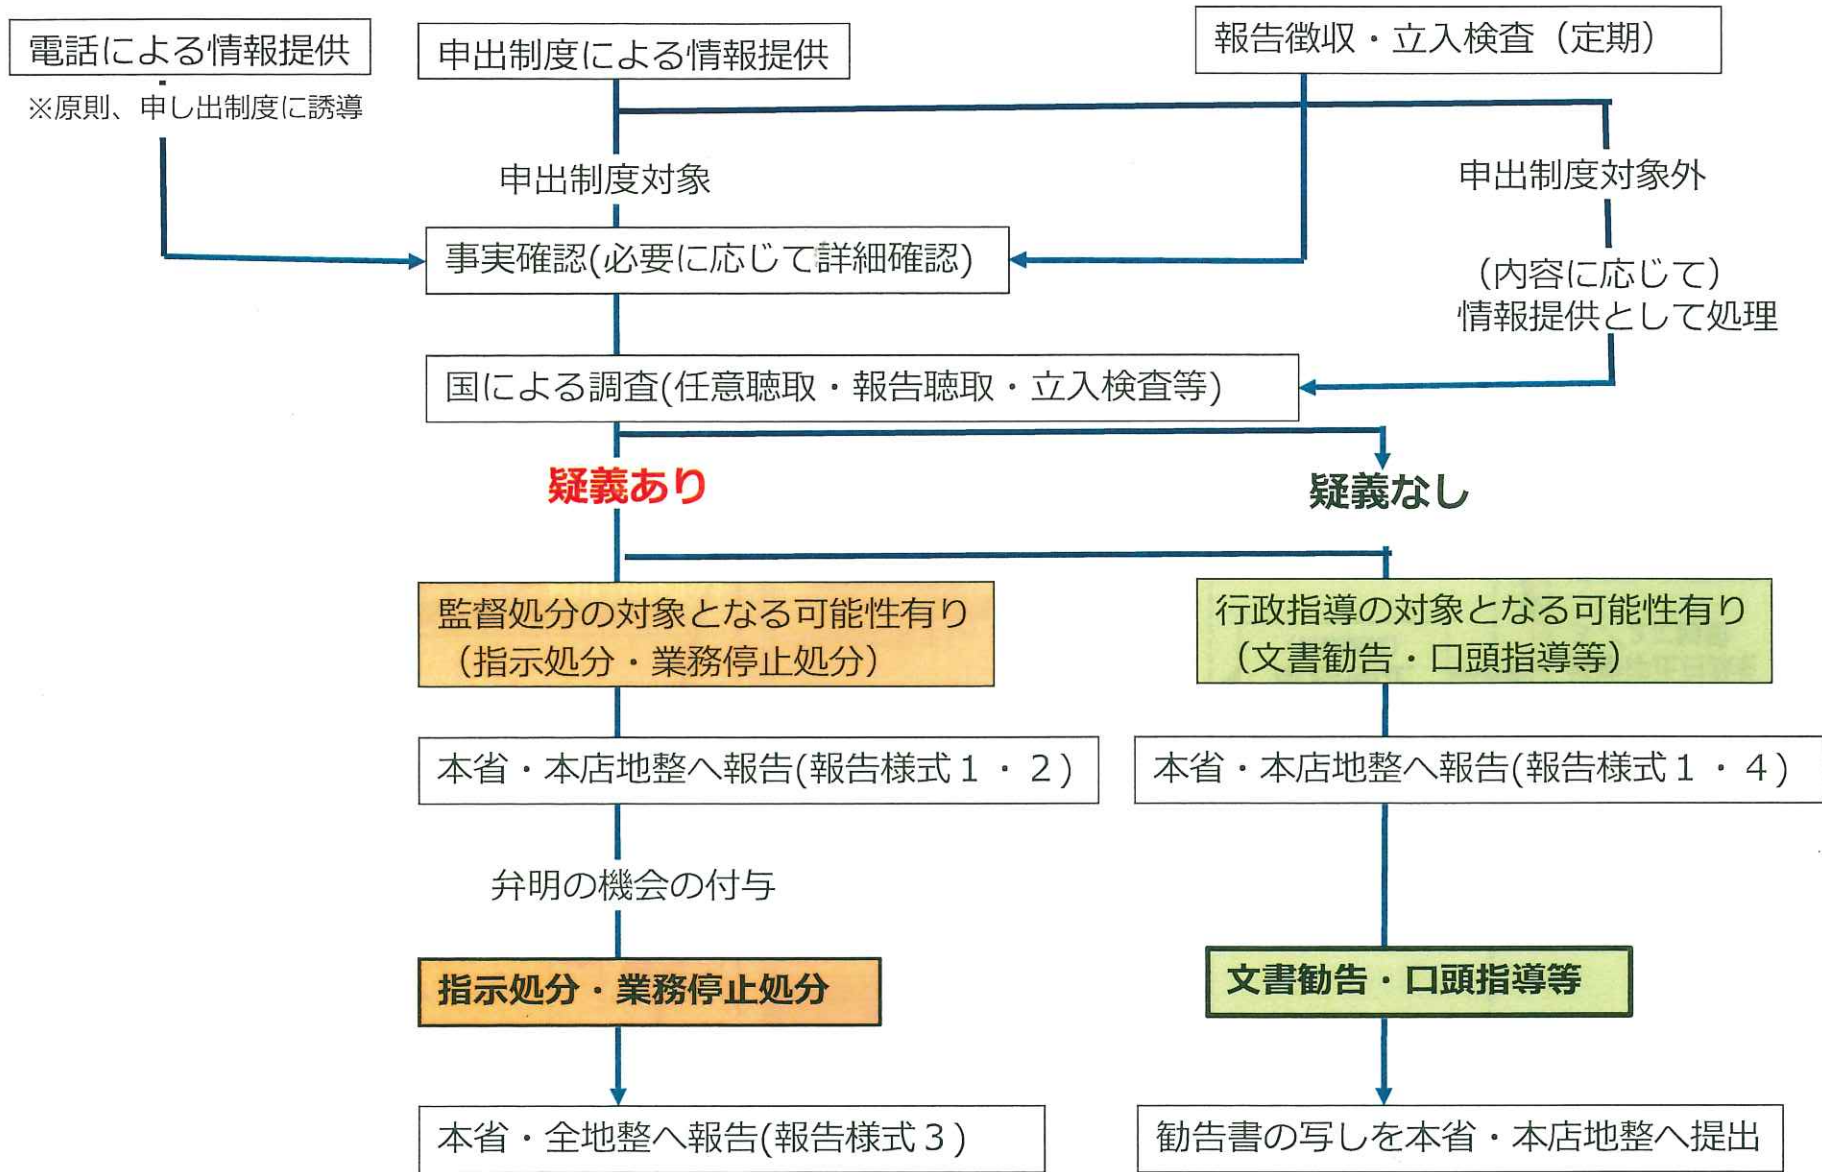 電話による情報提供
申出制度による情報提供
報告徴収・立入検査（定期）
※原則、申し出制度に誘導
申出制度対象
申出制度対象外
事実確認(必要に応じて詳細確認)
（内容に応じて）
情報提供として処理
国による調査(任意聴取・報告聴取・立入検査等)
疑義あり
疑義なし
監督処分の対象となる可能性有り
（指示処分・業務停止処分）
行政指導の対象となる可能性有り
（文書勧告・口頭指導等）
本省・本店地整へ報告(報告様式１・２)
本省・本店地整へ報告(報告様式１・４)
弁明の機会の付与
指示処分・業務停止処分
文書勧告・口頭指導等
本省・全地整へ報告(報告様式３)
勧告書の写しを本省・本店地整へ提出